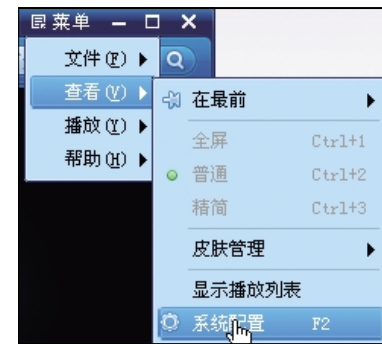 菜单
文件(F)
查看(V)
播放(Y)
帮助(H)
在最前
全屏 Ctrl+1
普通 Ctrl+2
精简 Ctrl+3
皮肤管理
显示播放列表
系统配置 F2